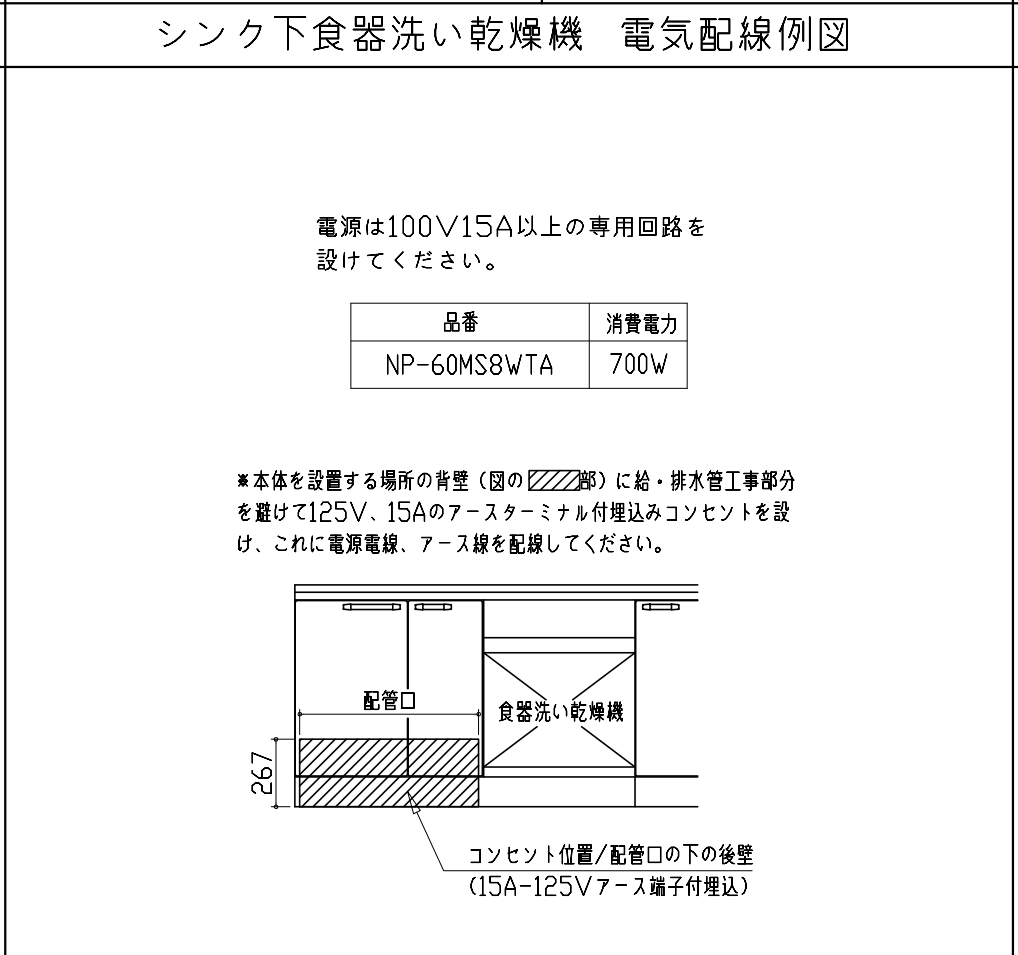 シンク下食器洗い乾燥機 電気配線例図
電源は100V15A以上の専用回路を
設けてください。
品番 消費電力
NP-60MS8WTA 700W
※本体を設置する場所の背壁（図の 部）に給・排水管工事部分
を避けて125V、15Aのアースターミナル付埋込みコンセントを設
け、これに電源電線、アース線を配線してください。
配管口
食器洗い乾燥機
267
コンセント位置/配管口の下の後壁
(15A-125Vアース端子付埋込)